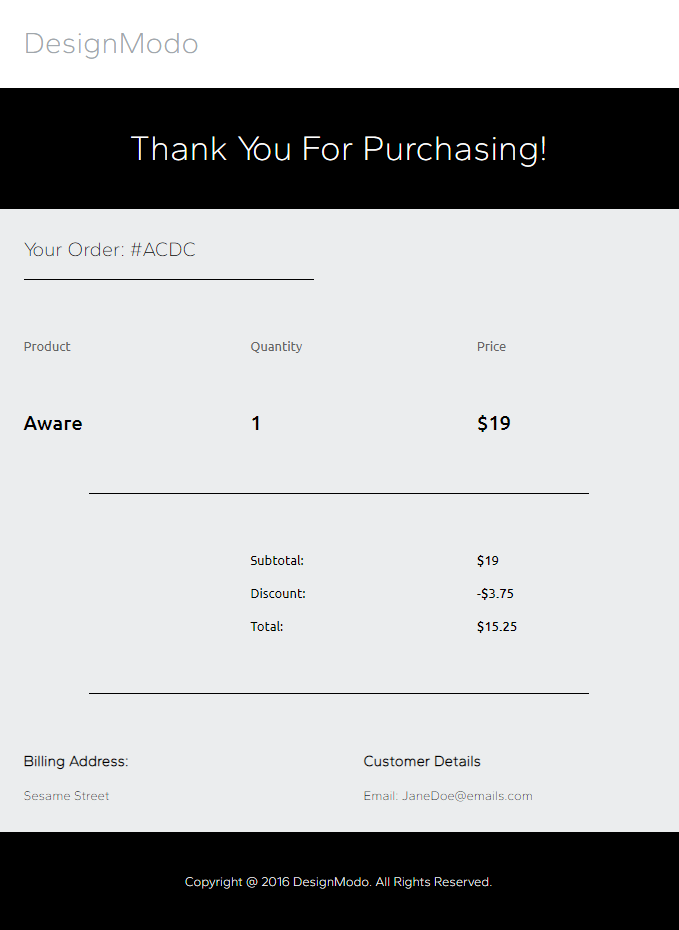 DesignModo
Thank You For Purchasing!
Your Order: #ACDC
Product Quantity Price
Aware 1 $19
Subtotal: $19
Discount: -$3.75
Total: $15.25
Billing Address: Customer Details
Sesame Street Email: JaneDoe@emails.com
Copyright @ 2016 DesignModo. All Rights Reserved.